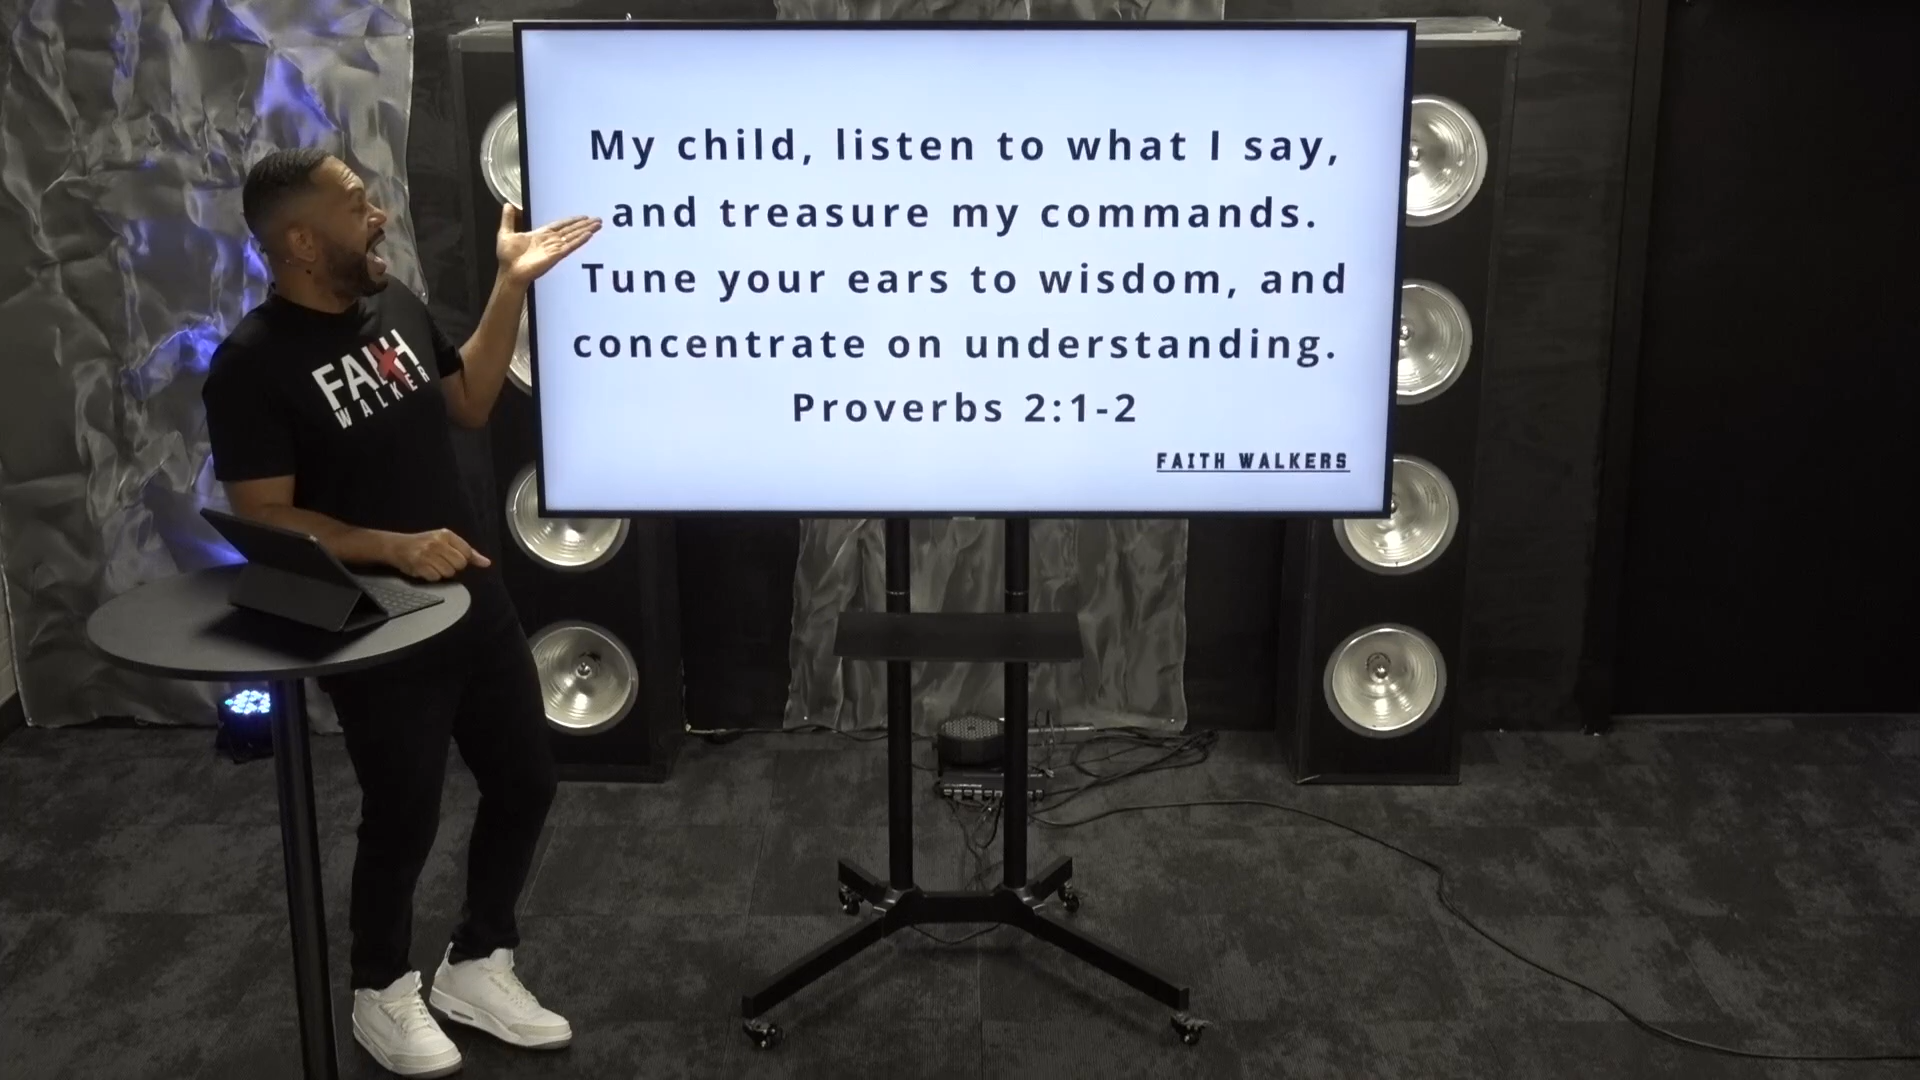 My child, listen to what I say,
and treasure my commands.
Tune your ears to wisdom, and
concentrate on understanding.
Proverbs 2:1-2
FAITH WALKERS
FAITH
WALKER